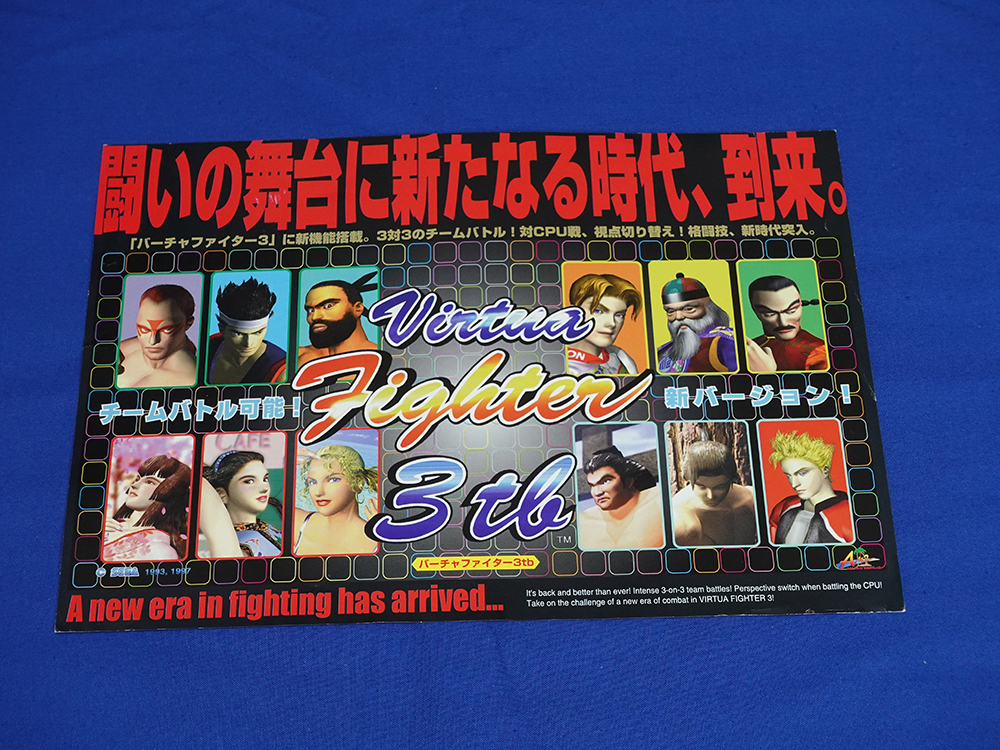 闘いの舞台に新たなる時代、到来。
「バーチャファイター3」に新機能搭載。3対3のチームバトル！対CPU戦、視点切り替え！格闘技、新時代突入。
Virtua
Fighter
3tb
TM
チームバトル可能！
新バージョン！
CAFE
ON
バーチャファイター3tb
© SEGA 1993, 1997
A new era in fighting has arrived...
It's back and better than ever! Intense 3-on-3 team battles! Perspective switch when battling the CPU!
Take on the challenge of a new era of combat in VIRTUA FIGHTER 3!